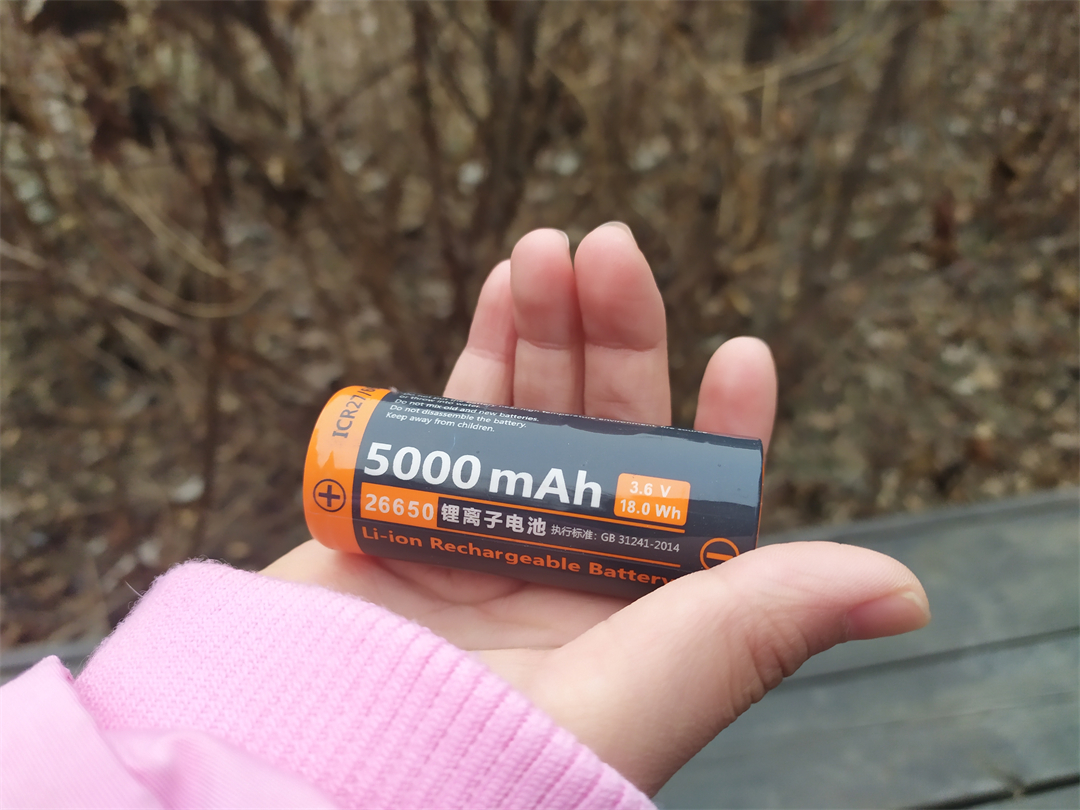 ICR27/6
Do not mix old and new batteries.
Do not disassemble the battery.
Keep away from children.
5000 mAh
3.6 V
18.0 Wh
26650 锂离子电池 执行标准: GB 31241-2014
Li-ion Rechargeable Battery